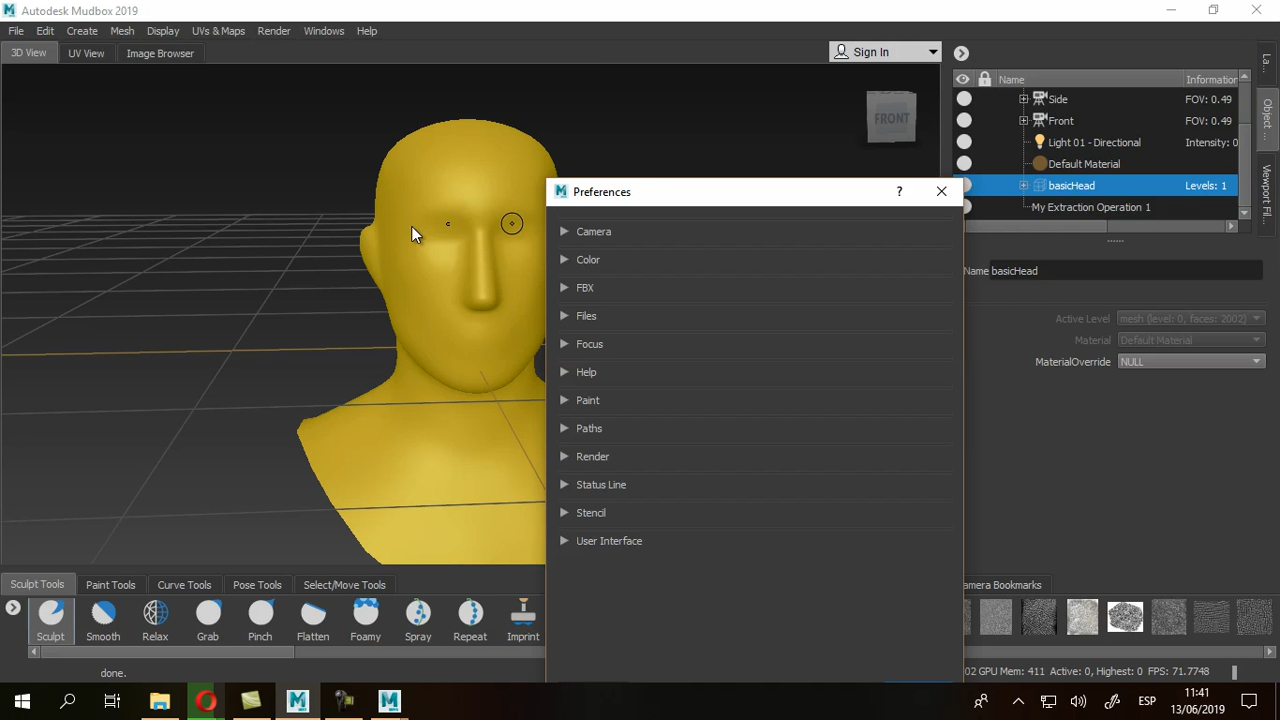 Autodesk Mudbox 2019
File Edit Create Mesh Display UVs & Maps Render Windows Help
3D View UV View Image Browser Sign In
Name Information
Side FOV: 0.49
Front FOV: 0.49
Light 01 - Directional Intensity: 0
Default Material
basicHead Levels: 1
My Extraction Operation 1
La...
Object ...
Viewport Fil...
FRONT
Name basicHead
Active Level mesh (level: 0, faces: 2002)
Material Default Material
MaterialOverride NULL
Preferences ?
Camera
Color
FBX
Files
Focus
Help
Paint
Paths
Render
Status Line
Stencil
User Interface
Sculpt Tools Paint Tools Curve Tools Pose Tools Select/Move Tools amera Bookmarks
Sculpt Smooth Relax Grab Pinch Flatten Foamy Spray Repeat Imprint
done. 02 GPU Mem: 411 Active: 0, Highest: 0 FPS: 71.7748
ESP 11:41
13/06/2019